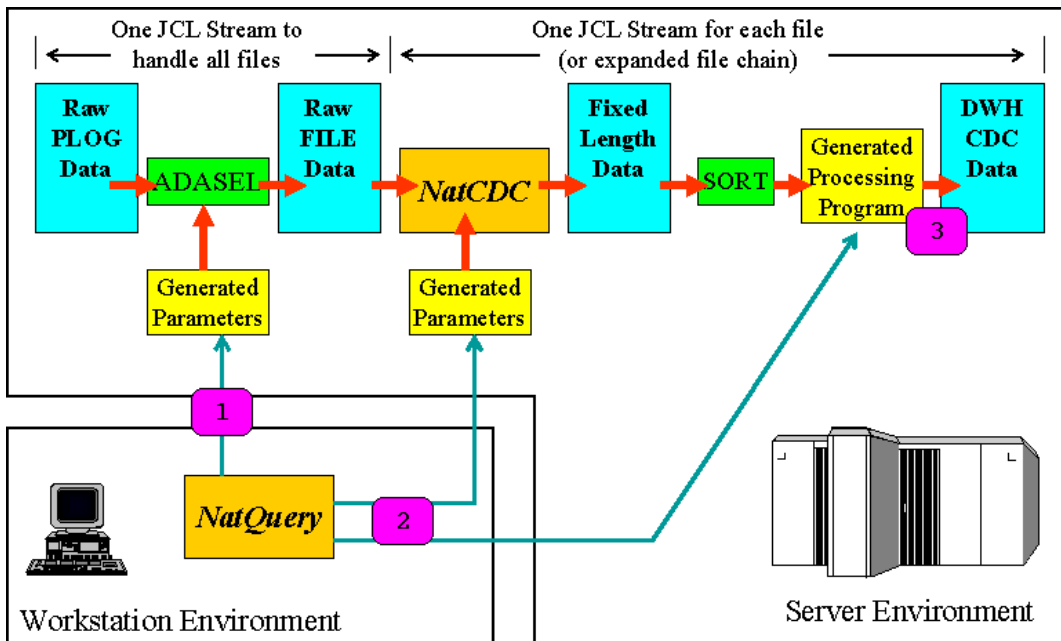 One JCL Stream to
handle all files
One JCL Stream for each file
(or expanded file chain)
Raw
PLOG
Data
ADASEL
Raw
FILE
Data
NatCDC
Fixed
Length
Data
SORT
Generated
Processing
Program
DWH
CDC
Data
3
Generated
Parameters
Generated
Parameters
1
NatQuery
2
Workstation Environment
Server Environment